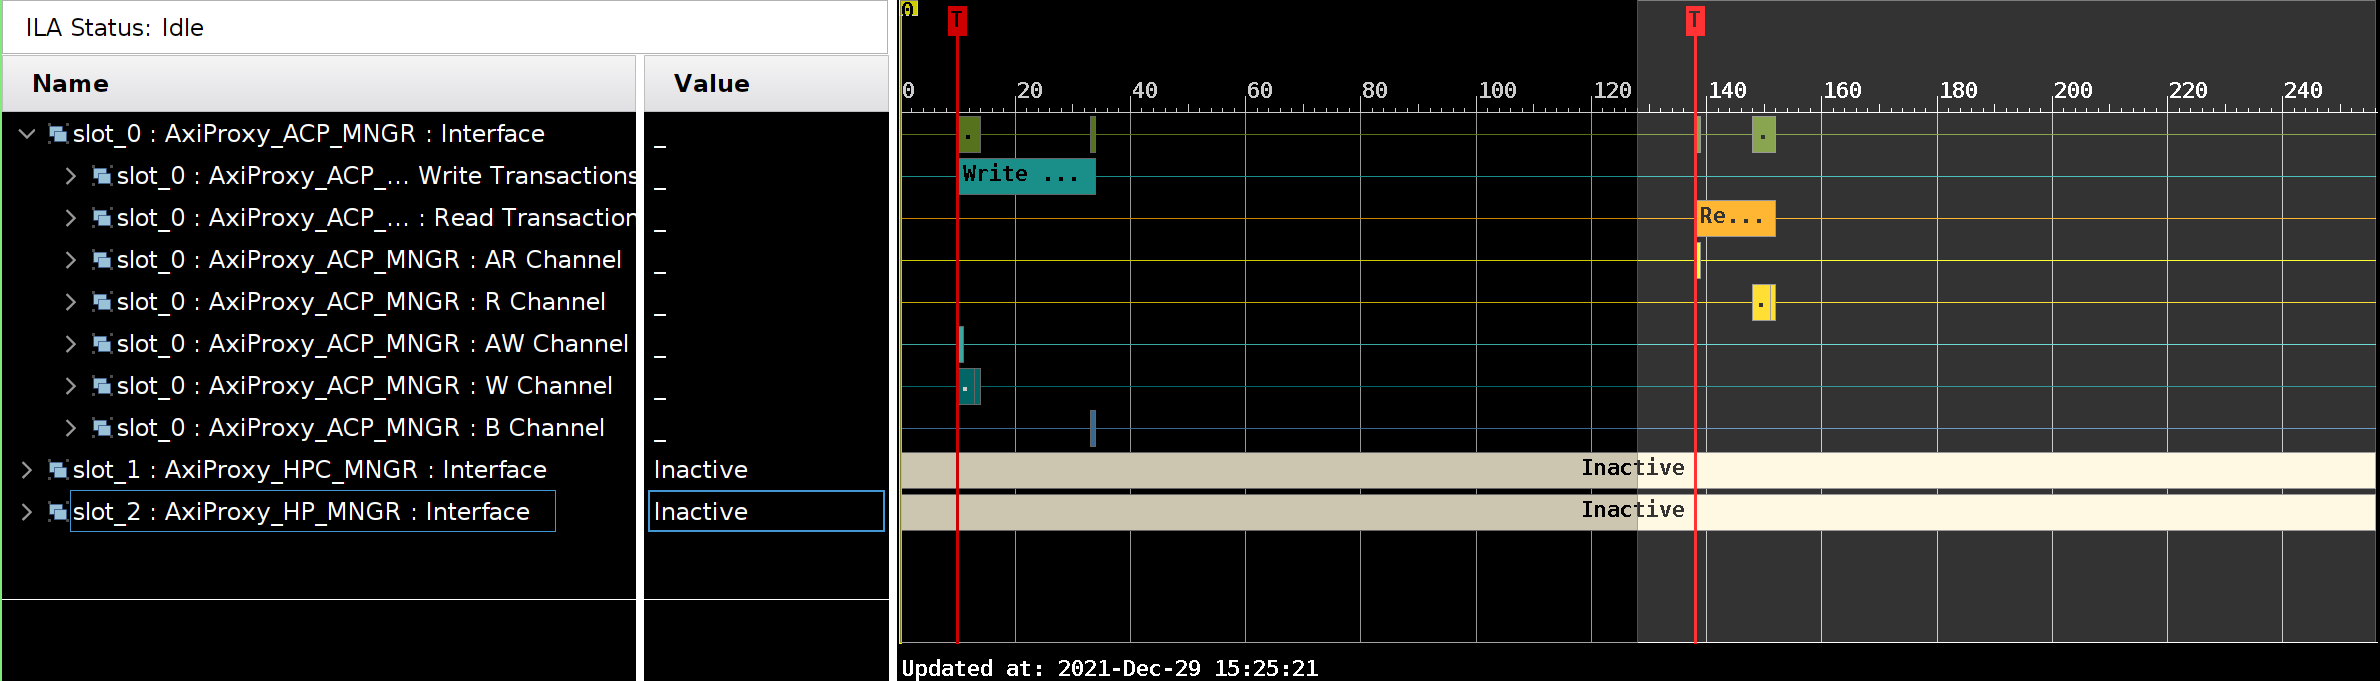 ILA Status: Idle
Name
Value
slot_0 : AxiProxy_ACP_MNGR : Interface
_
slot_0 : AxiProxy_ACP_... Write Transactions
_
slot_0 : AxiProxy_ACP_... : Read Transaction
_
slot_0 : AxiProxy_ACP_MNGR : AR Channel
_
slot_0 : AxiProxy_ACP_MNGR : R Channel
_
slot_0 : AxiProxy_ACP_MNGR : AW Channel
_
slot_0 : AxiProxy_ACP_MNGR : W Channel
_
slot_0 : AxiProxy_ACP_MNGR : B Channel
_
slot_1 : AxiProxy_HPC_MNGR : Interface
Inactive
slot_2 : AxiProxy_HP_MNGR : Interface
Inactive
0
T
T
0 20 40 60 80 100 120 140 160 180 200 220 240
Write ...
Re...
Inactive
Inactive
Updated at: 2021-Dec-29 15:25:21